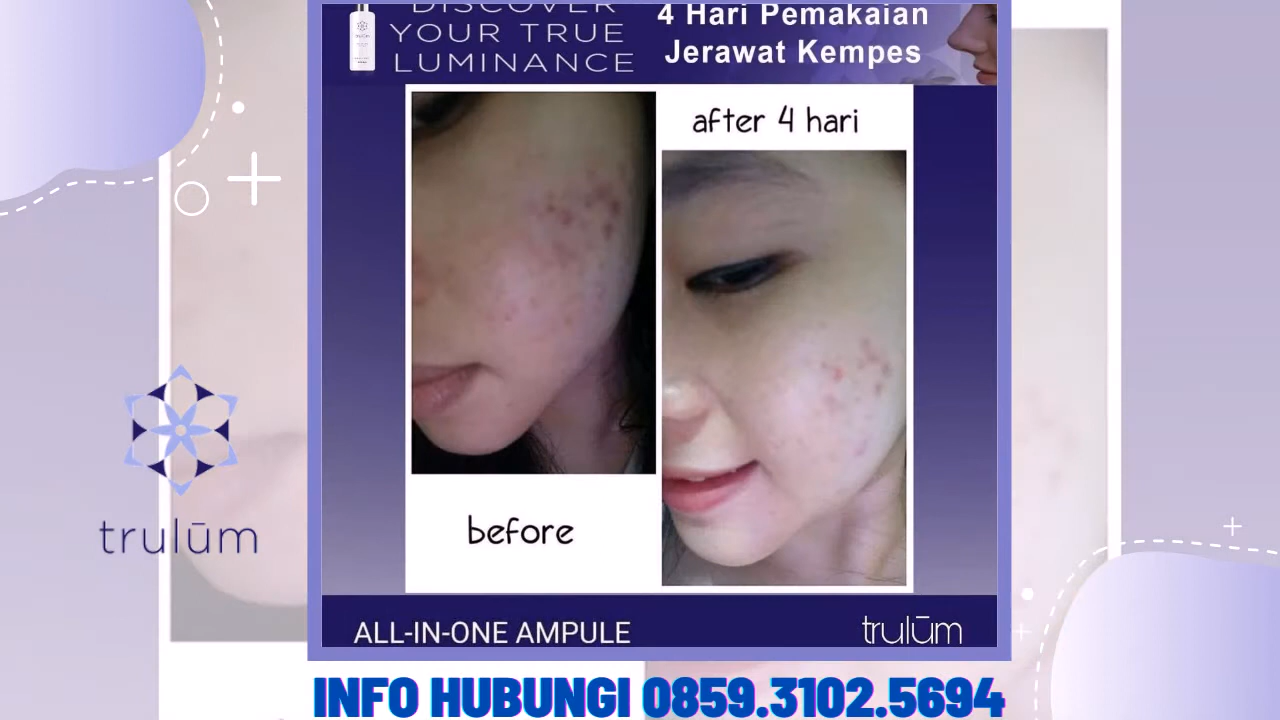 DISCOVER
YOUR TRUE
LUMINANCE
4 Hari Pemakaian
Jerawat Kempes
after 4 hari
before
trulūm
ALL-IN-ONE AMPULE
trulūm
INFO HUBUNGI 0859.3102.5694